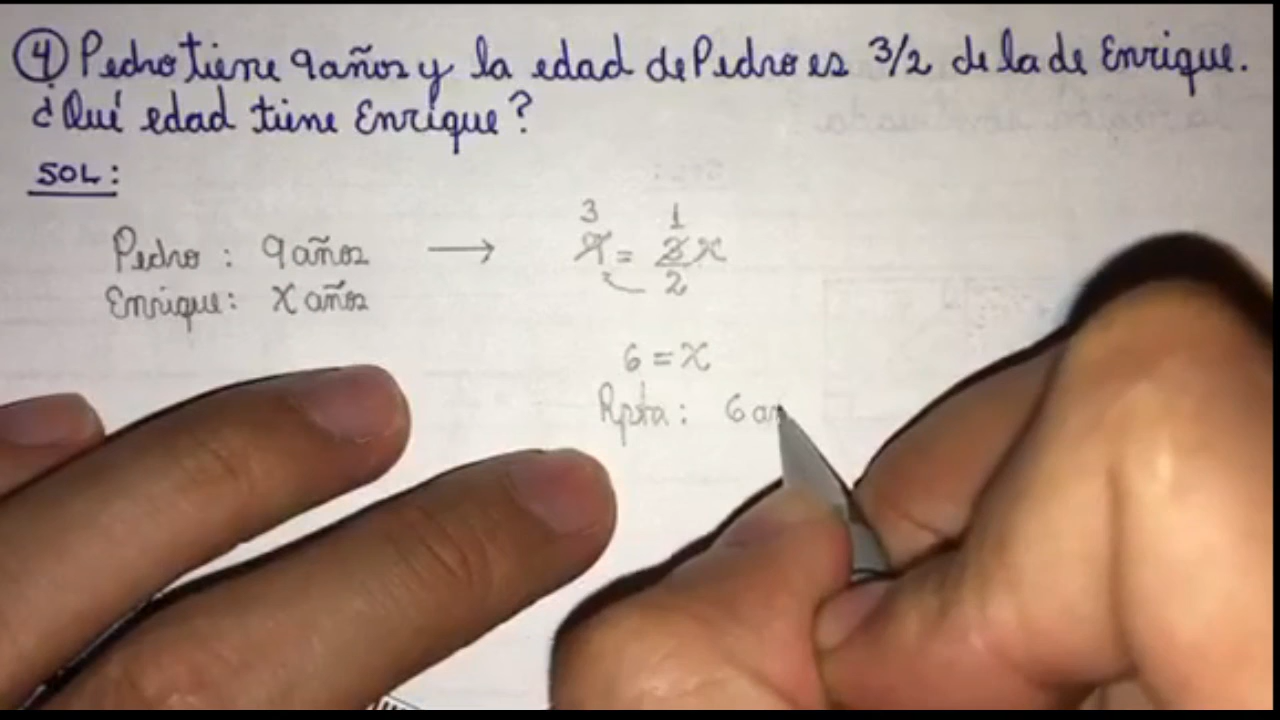 4 Pedro tiene 9 años y la edad de Pedro es 3/2 de la de Enrique.
¿Qué edad tiene Enrique?
SOL:
3 1
Pedro : 9 años → 9 = 3/2 x
Enrique: X años
6 = x
Rpta : 6 añ